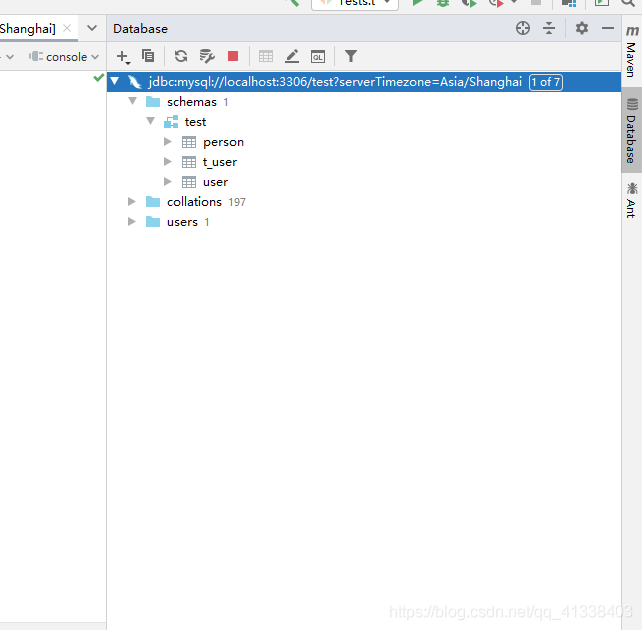 Tests.t
Shanghai]
Database
console
jdbc:mysql://localhost:3306/test?serverTimezone=Asia/Shanghai 1 of 7
schemas 1
test
person
t_user
user
collations 197
users 1
QL
m
Maven
Database
Ant
https://blog.csdn.net/qq_41338403